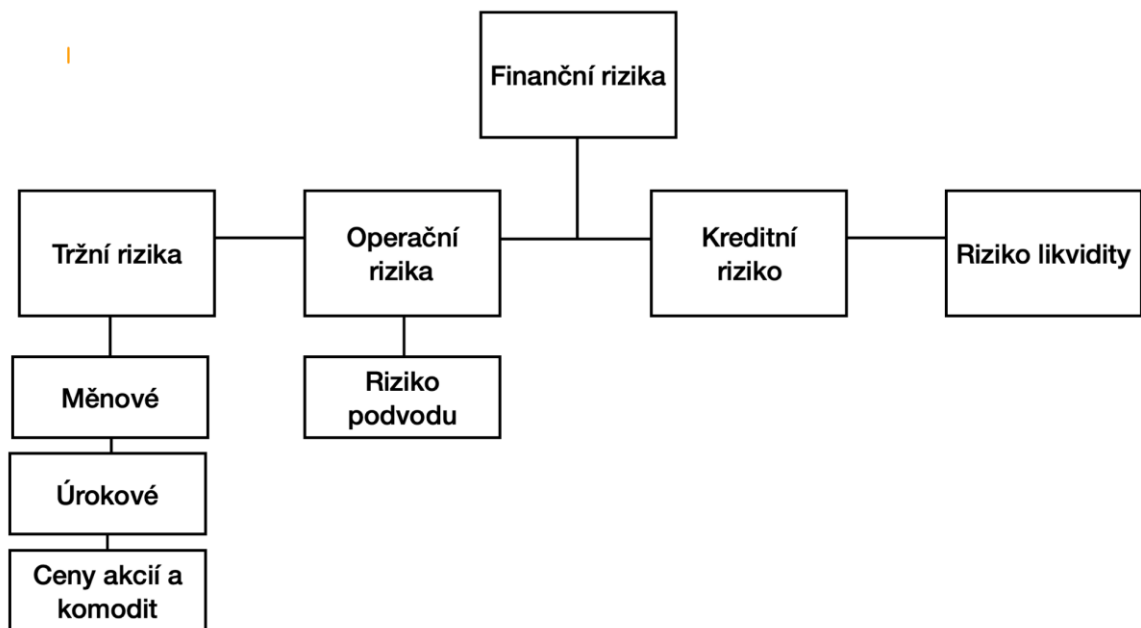 Finanční rizika
Tržní rizika
Operační
rizika
Kreditní
riziko
Riziko likvidity
Měnové
Úrokové
Ceny akcií a
komodit
Riziko
podvodu